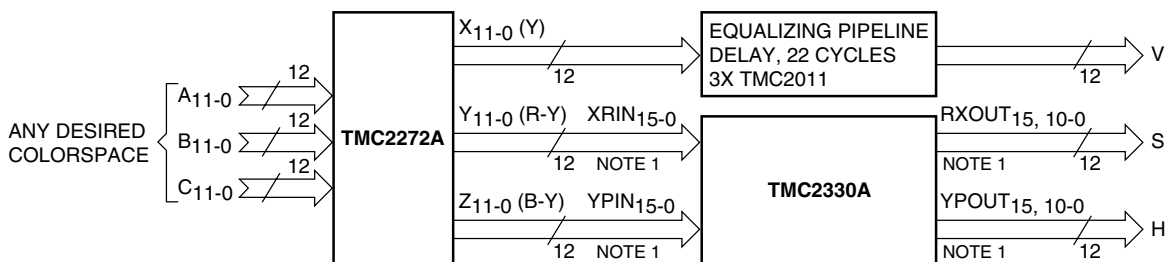 X11-0 (Y)
12
EQUALIZING PIPELINE
DELAY, 22 CYCLES
3X TMC2011
12
V
ANY DESIRED
COLORSPACE
A11-0
12
B11-0
12
C11-0
12
TMC2272A
Y11-0 (R-Y)
XRIN15-0
12
NOTE 1
Z11-0 (B-Y)
YPIN15-0
12
NOTE 1
TMC2330A
RXOUT15, 10-0
NOTE 1
12
S
YPOUT15, 10-0
NOTE 1
12
H